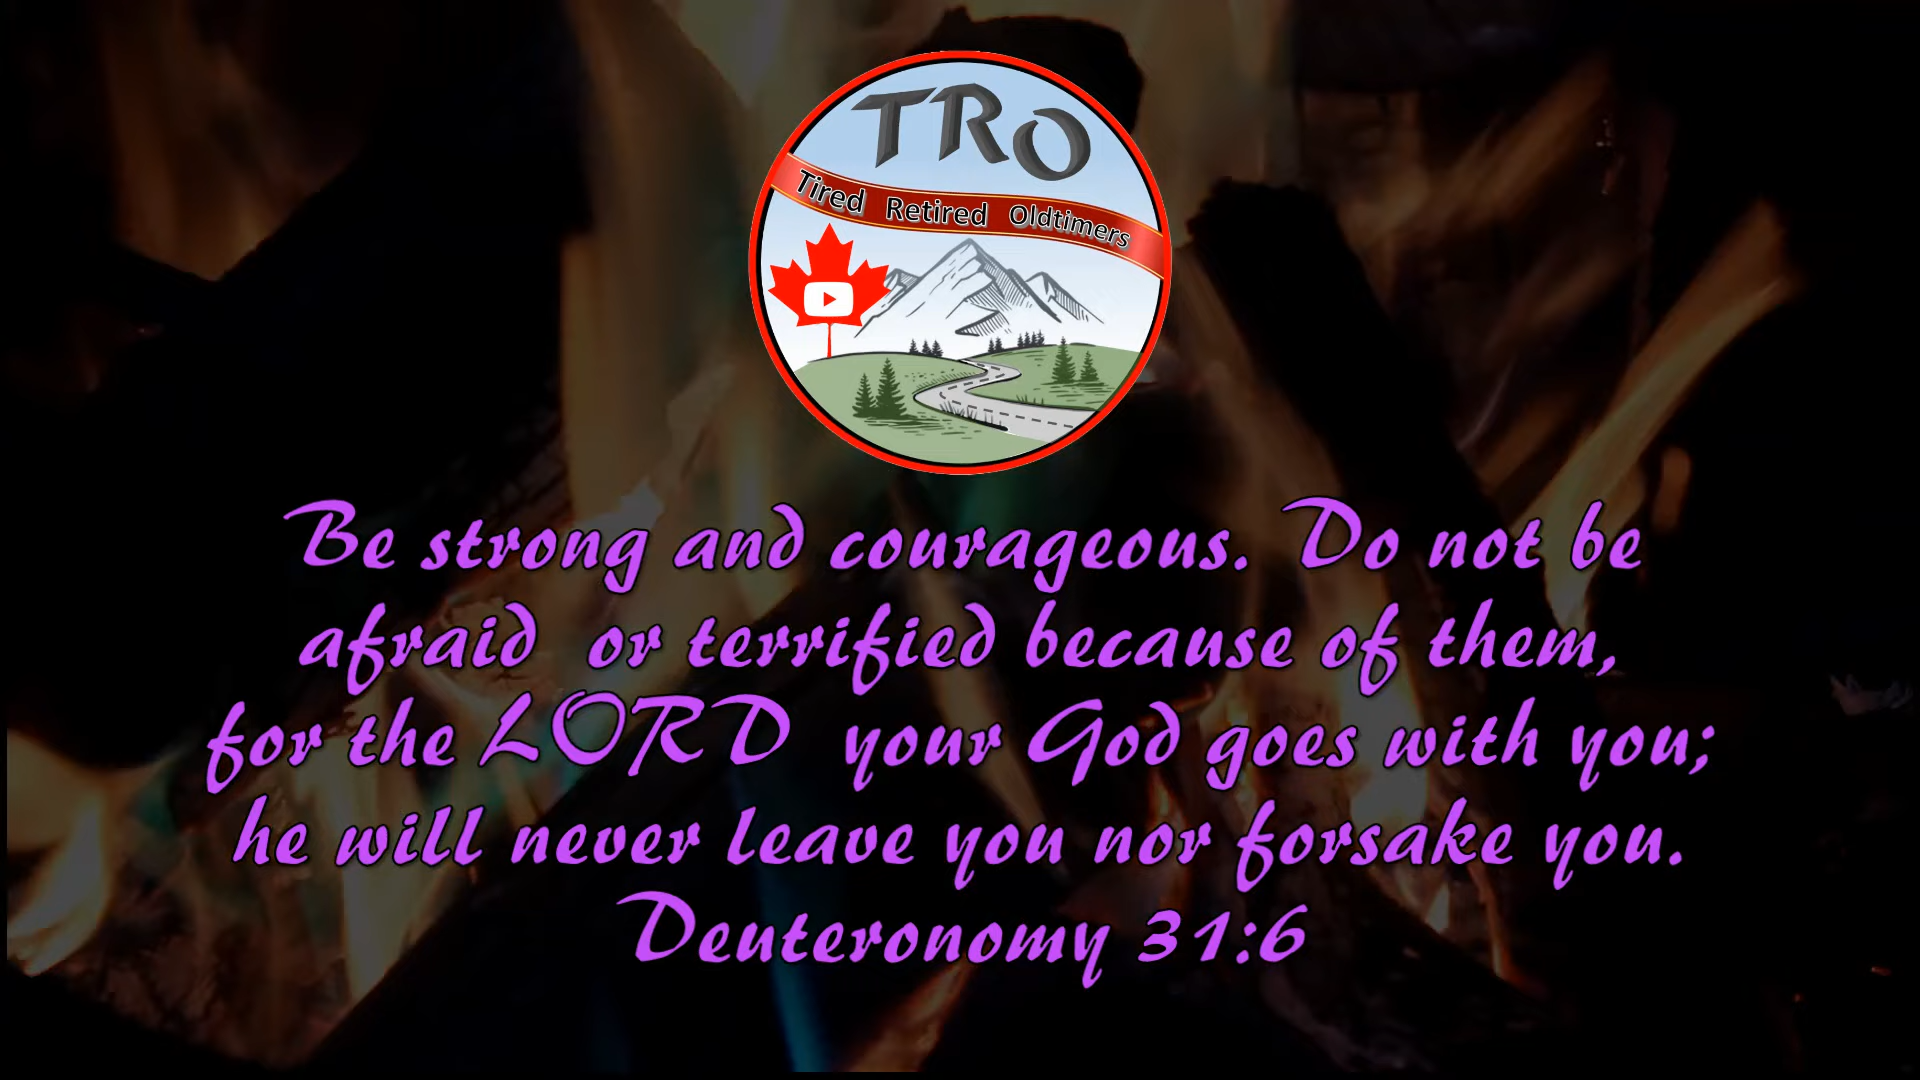 TRO
Tired Retired Oldtimers
Be strong and courageous. Do not be
afraid or terrified because of them,
for the LORD your God goes with you;
he will never leave you nor forsake you.
Deuteronomy 31:6